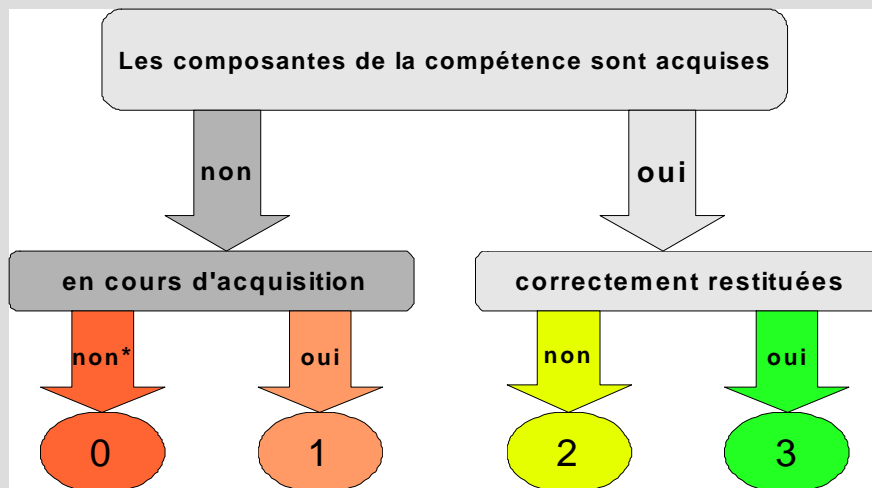 Les composantes de la compétence sont acquises
non
oui
en cours d'acquisition
correctement restituées
non*
oui
non
oui
0
1
2
3